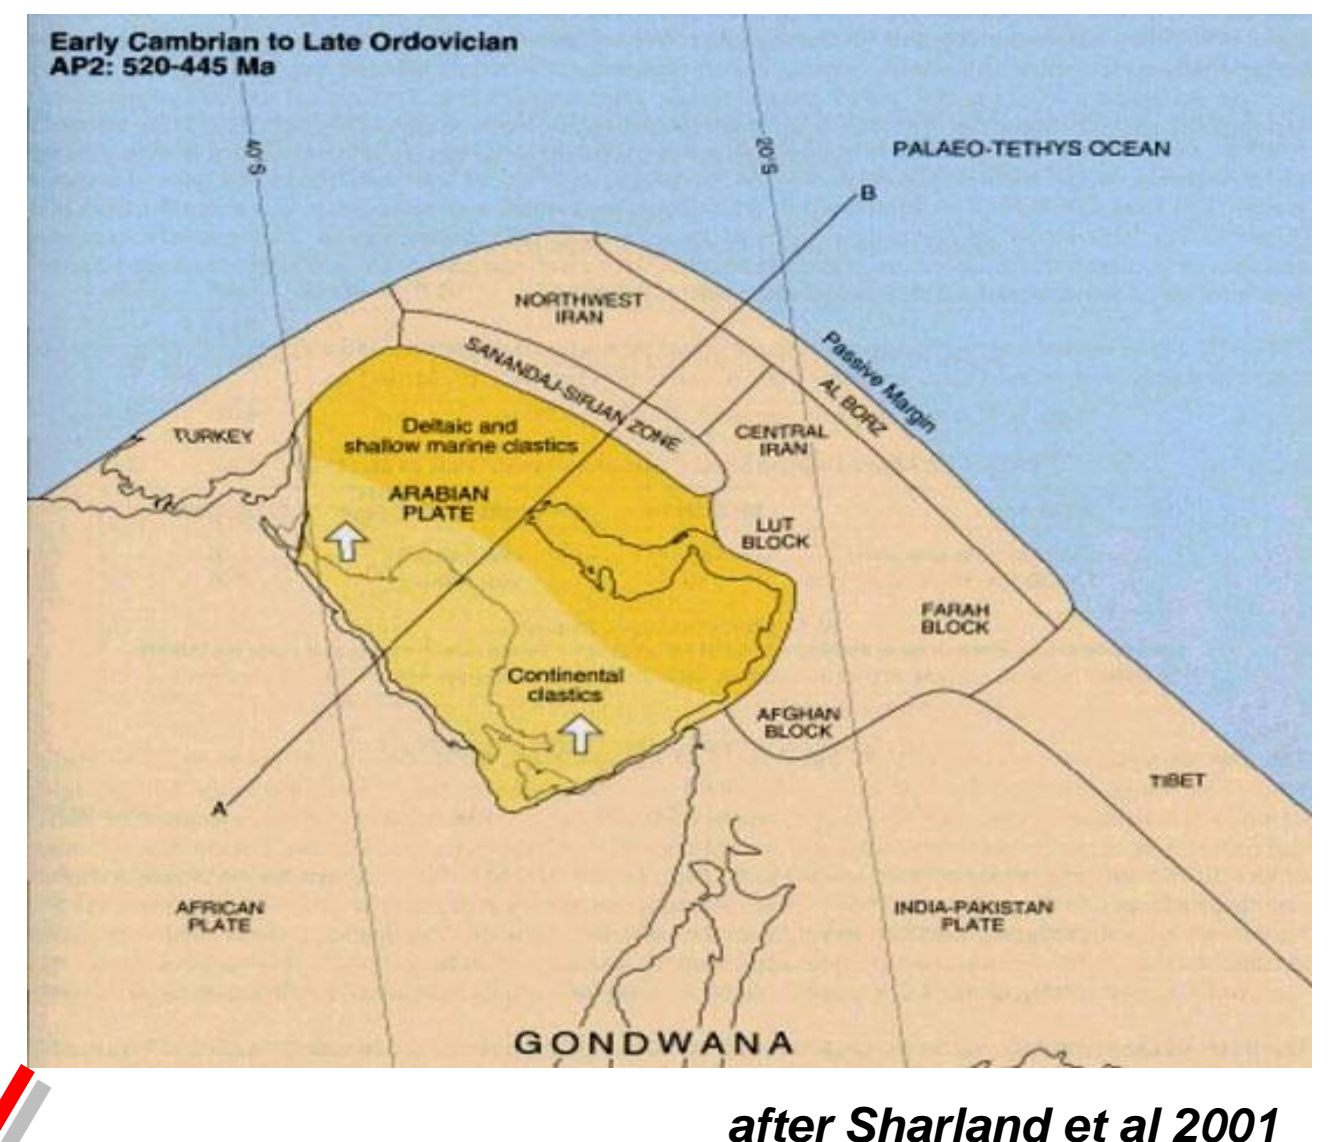 Early Cambrian to Late Ordovician
AP2: 520-445 Ma
40°S
20°S
PALAEO-TETHYS OCEAN
B
NORTHWEST
IRAN
SANANDAJ-SIRJAN ZONE
Passive Margin
AL BORZ
TURKEY
Deltaic and
shallow marine clastics
CENTRAL
IRAN
ARABIAN
PLATE
LUT
BLOCK
FARAH
BLOCK
Continental
clastics
AFGHAN
BLOCK
TIBET
A
AFRICAN
PLATE
INDIA-PAKISTAN
PLATE
GONDWANA
after Sharland et al 2001